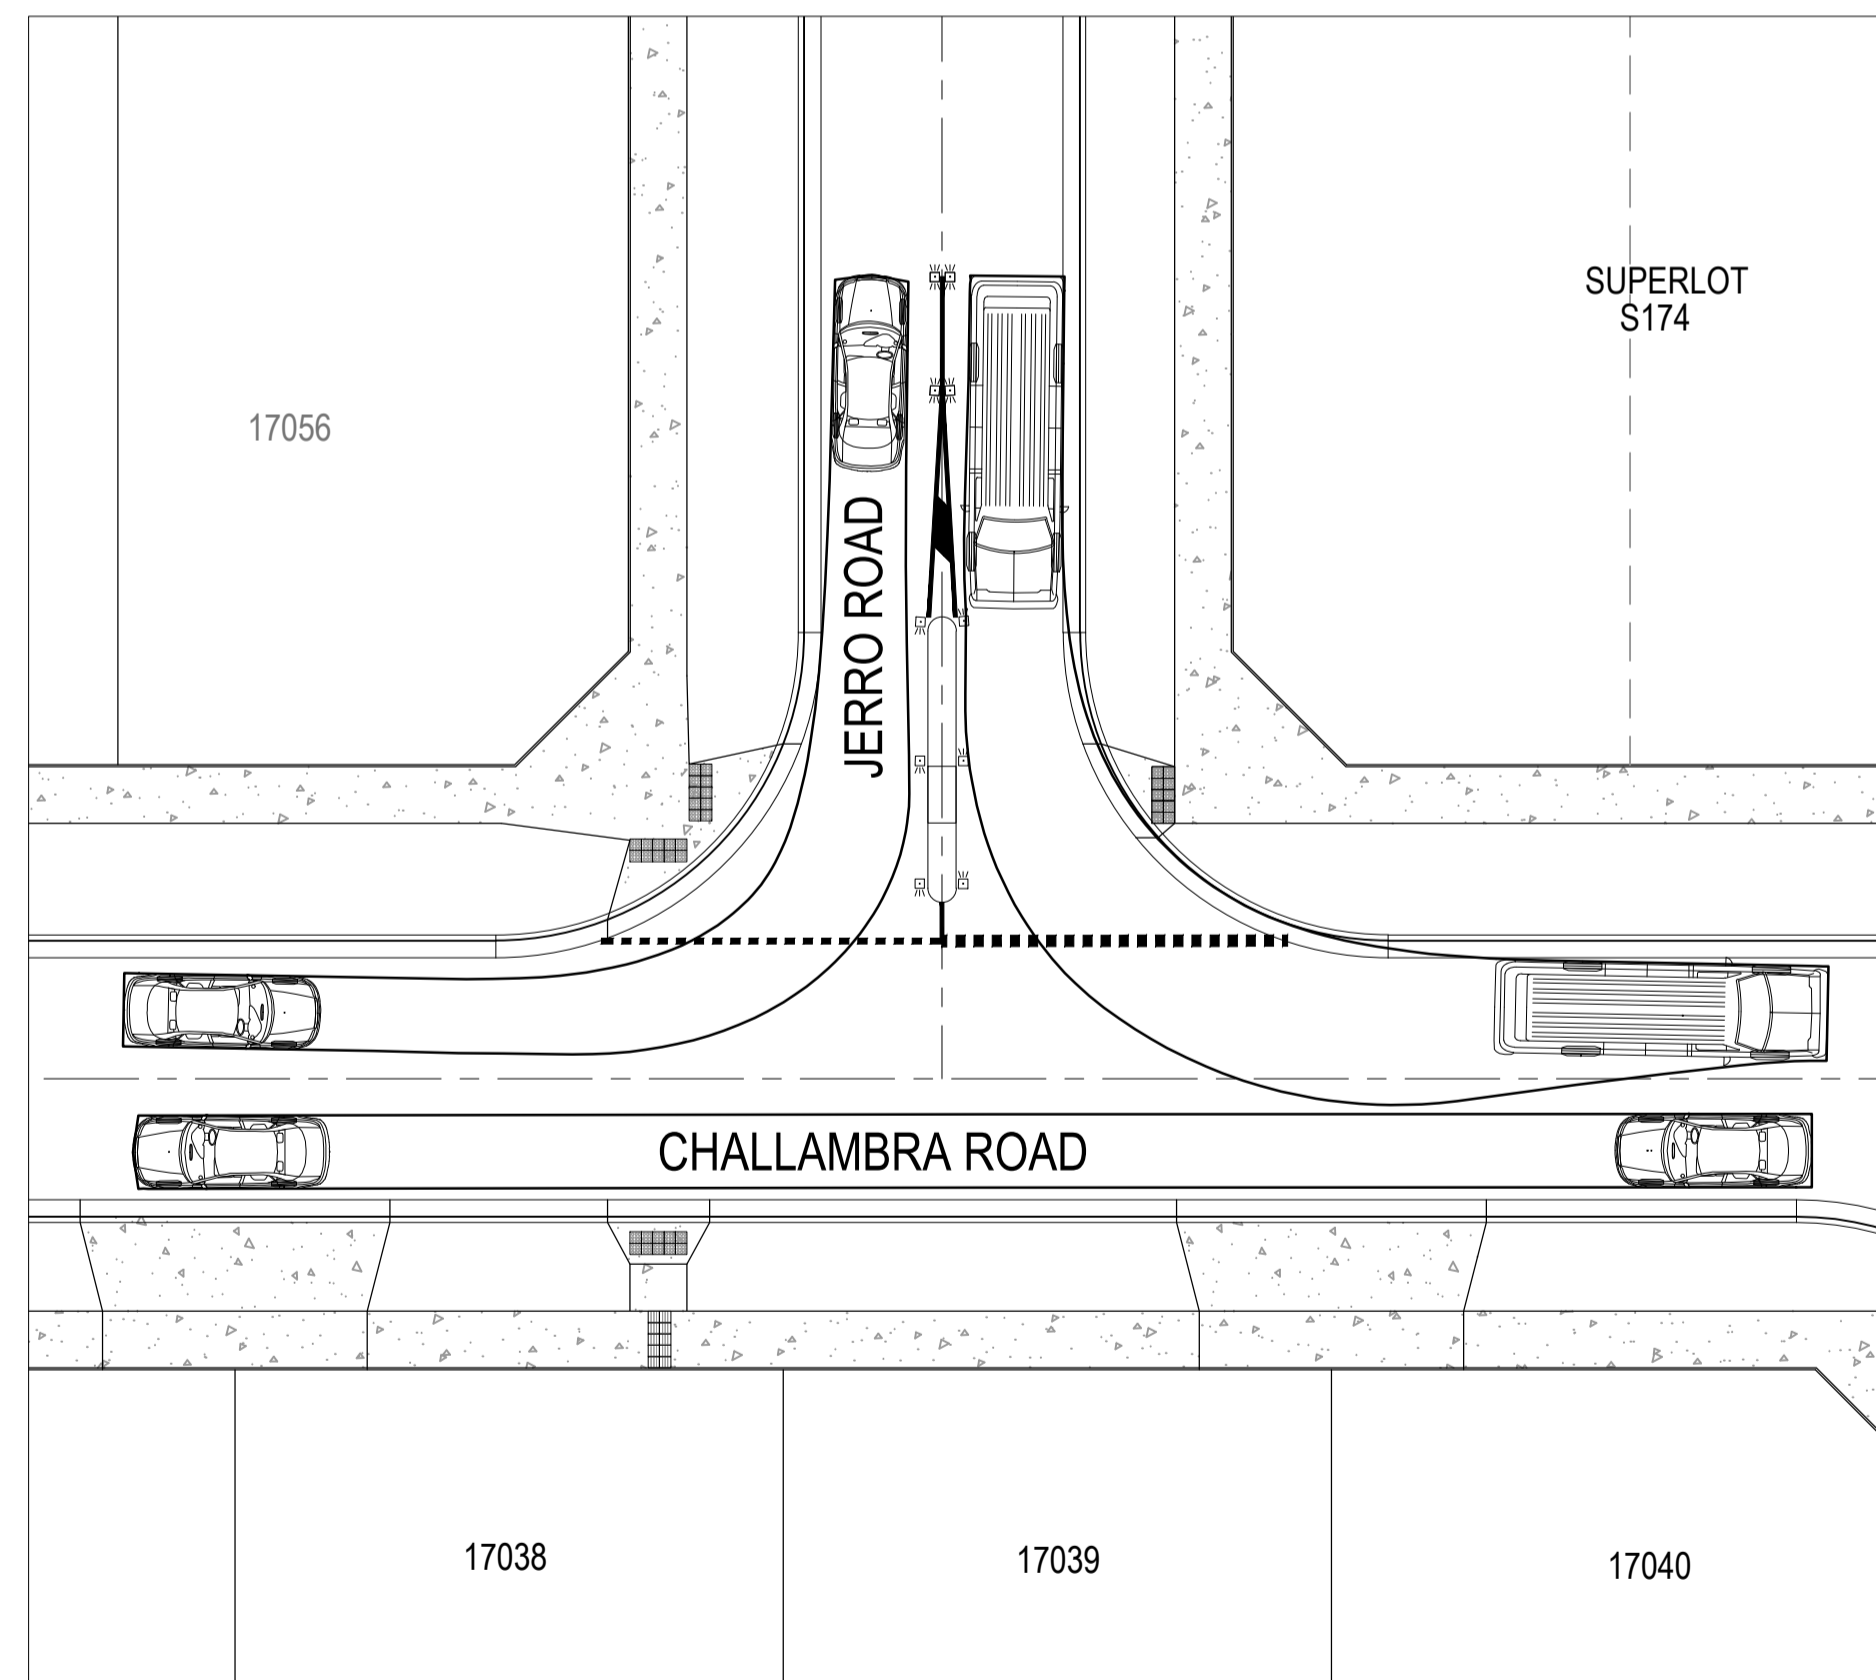 SUPERLOT
S174
17056
JERRO ROAD
CHALLAMBRA ROAD
17038
17039
17040